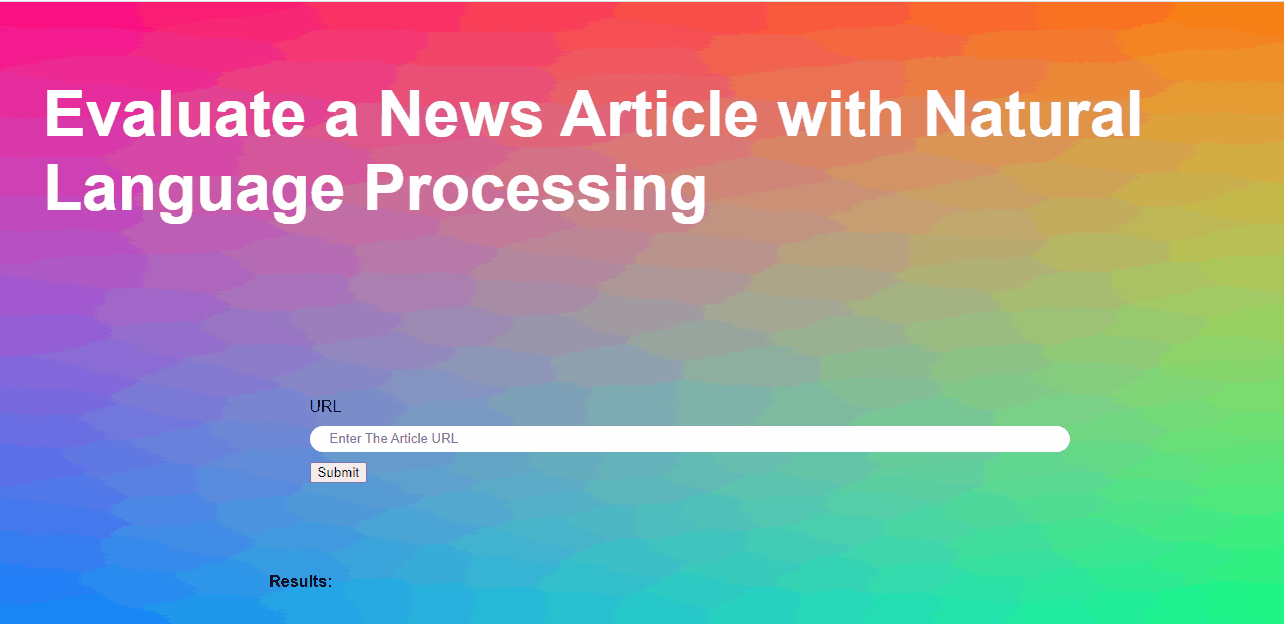 Evaluate a News Article with Natural
Language Processing
URL
Enter The Article URL
Submit
Results: